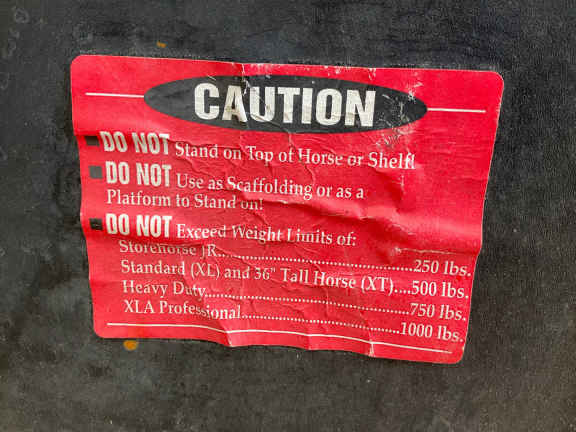 CAUTION
DO NOT Stand on Top of Horse or Shelf!
DO NOT Use as Scaffolding or as a
Platform to Stand on!
DO NOT Exceed Weight Limits of:
Storehorse JR.....................................250 lbs.
Standard (XL) and 36" Tall Horse (XT)....500 lbs.
Heavy Duty.........................................750 lbs.
XLA Professional................................1000 lbs.